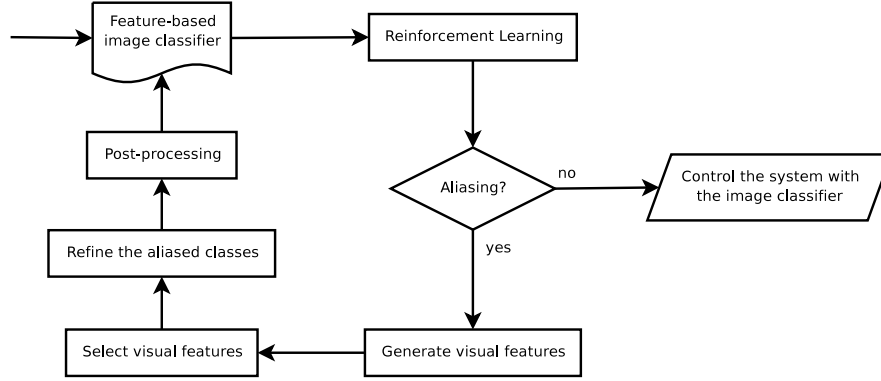 Feature-based
image classifier
Reinforcement Learning
Post-processing
Aliasing?
no
Control the system with
the image classifier
Refine the aliased classes
yes
Select visual features
Generate visual features